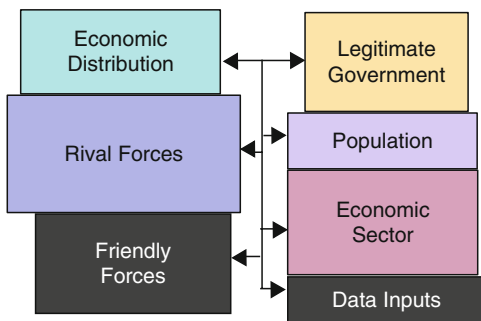 Economic
Distribution
Rival Forces
Friendly
Forces
Legitimate
Government
Population
Economic
Sector
Data Inputs